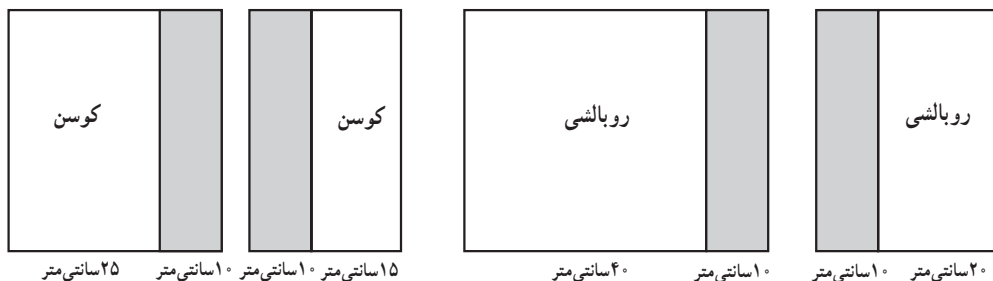 روبالشی
روبالشی
کوسن
کوسن
۲۰سانتی‌متر
۱۰سانتی‌متر
۱۰سانتی‌متر
۴۰سانتی‌متر
۱۵سانتی‌متر
۱۰سانتی‌متر
۱۰سانتی‌متر
۲۵سانتی‌متر